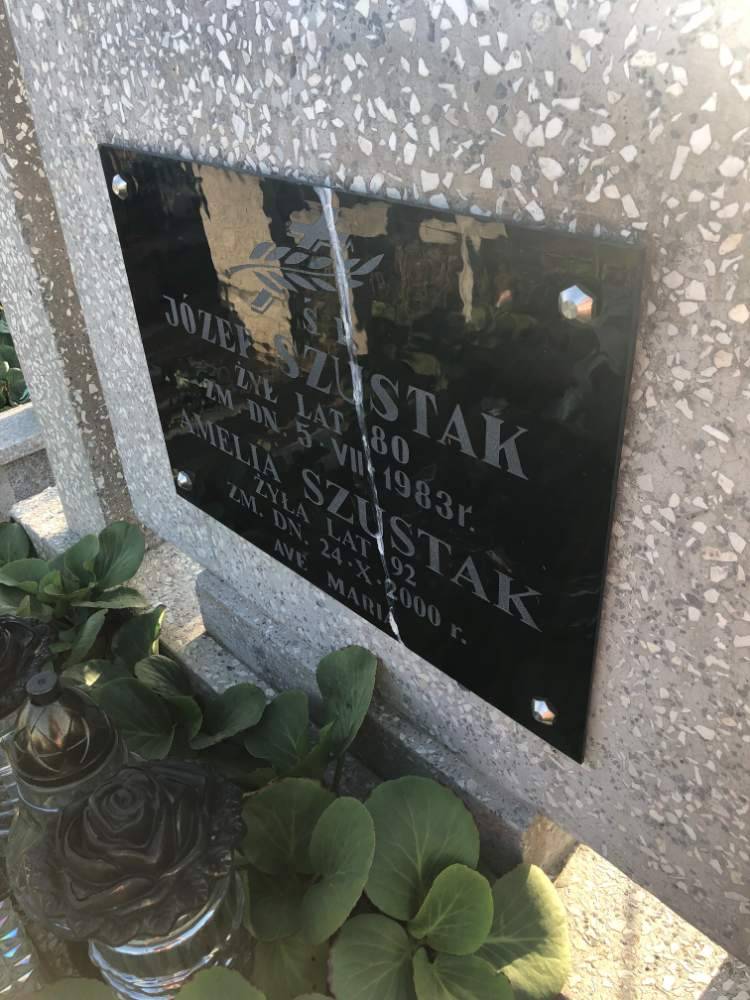 Ś P
JÓZEF SZUSTAK
ŻYŁ LAT 80
ZM. DN. 5 VII 1983r.
AMELIA SZUSTAK
ŻYŁA LAT 92
ZM. DN. 24·X·2000 r.
AVE MARIA